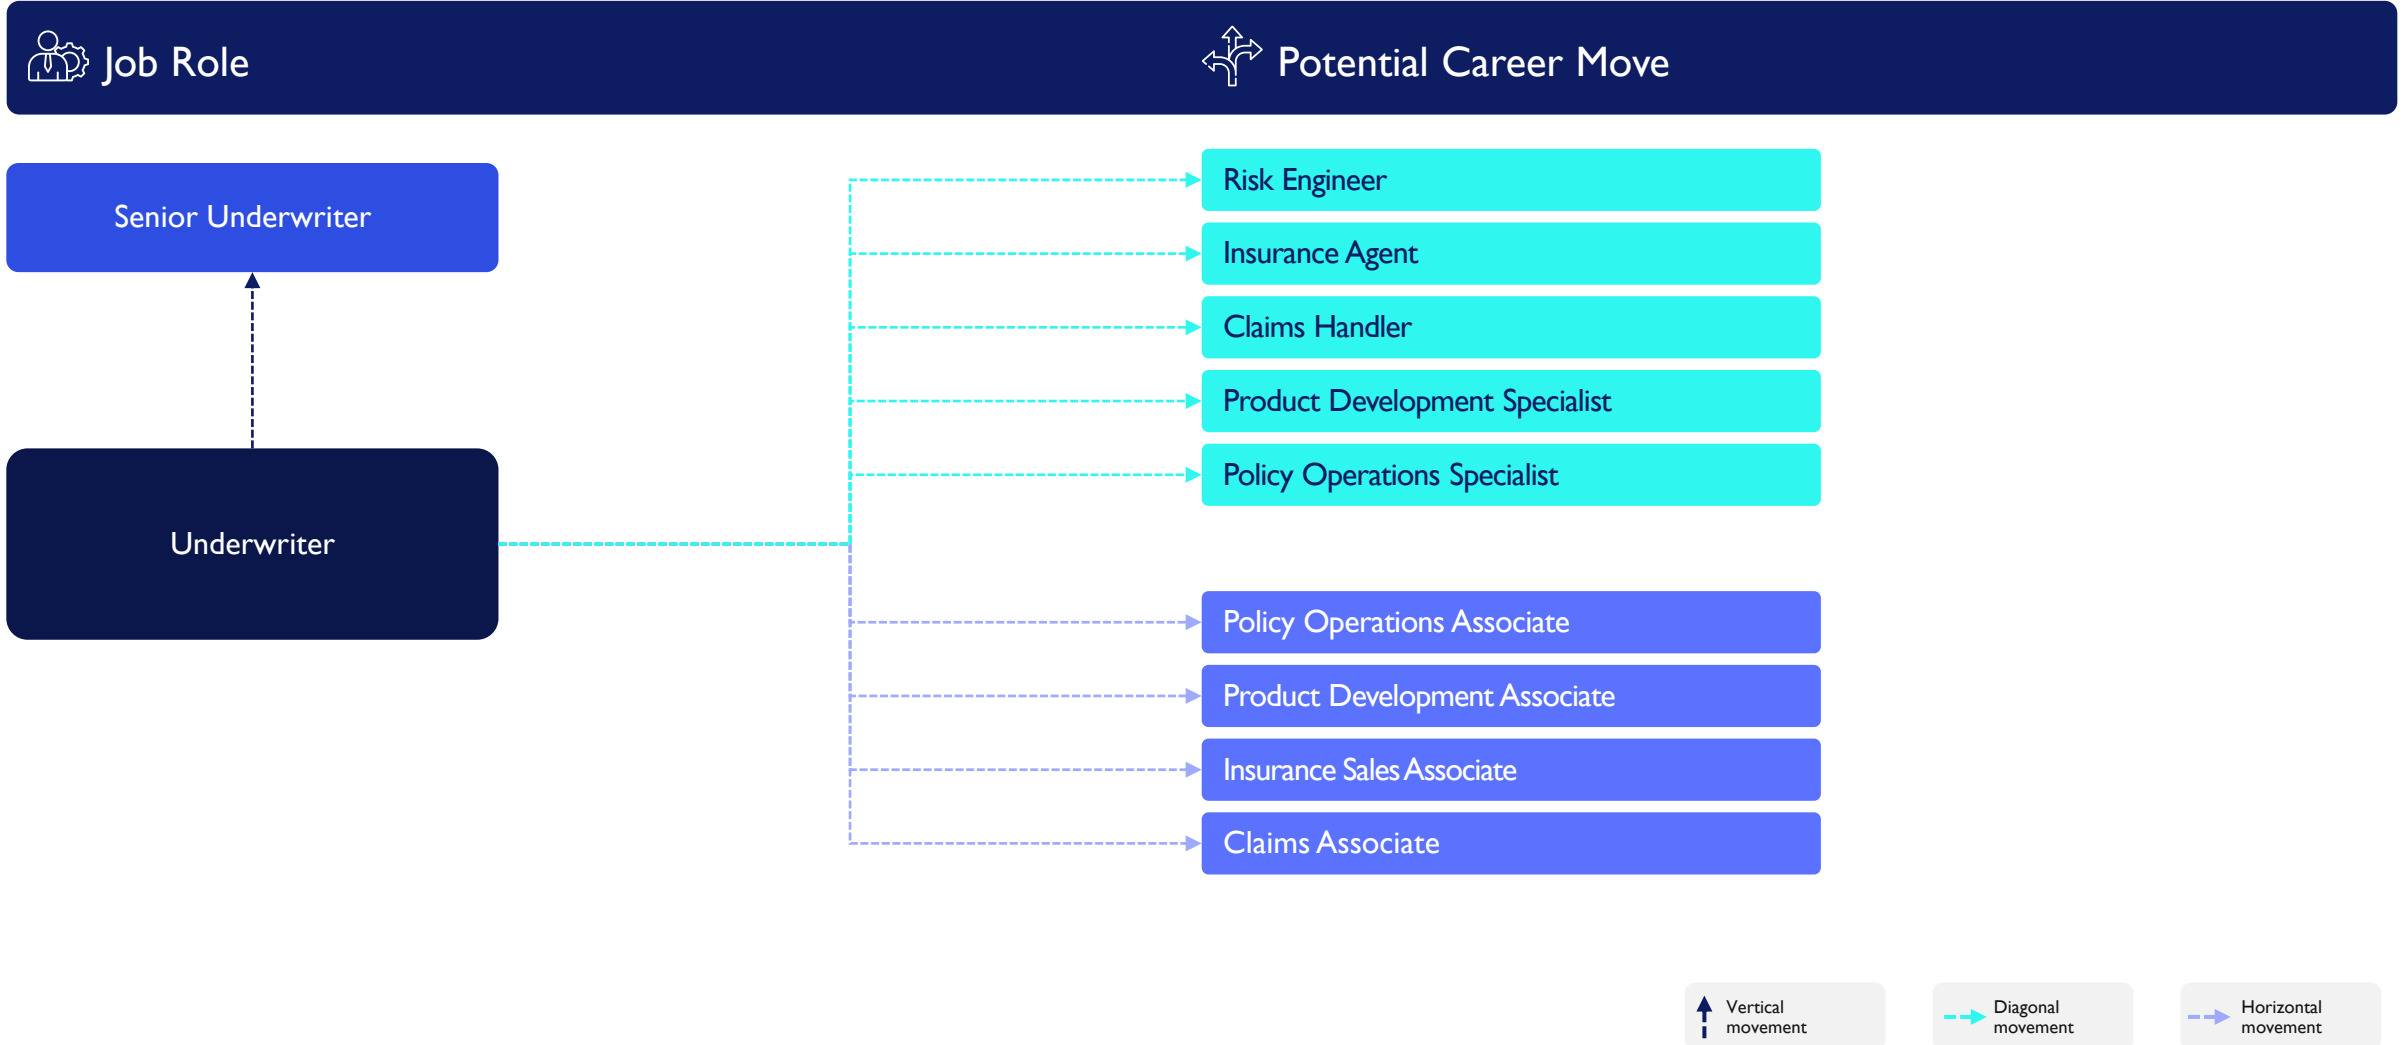 Job Role
Potential Career Move
Senior Underwriter
Underwriter
Risk Engineer
Insurance Agent
Claims Handler
Product Development Specialist
Policy Operations Specialist
Policy Operations Associate
Product Development Associate
Insurance Sales Associate
Claims Associate
Vertical
movement
Diagonal
movement
Horizontal
movement